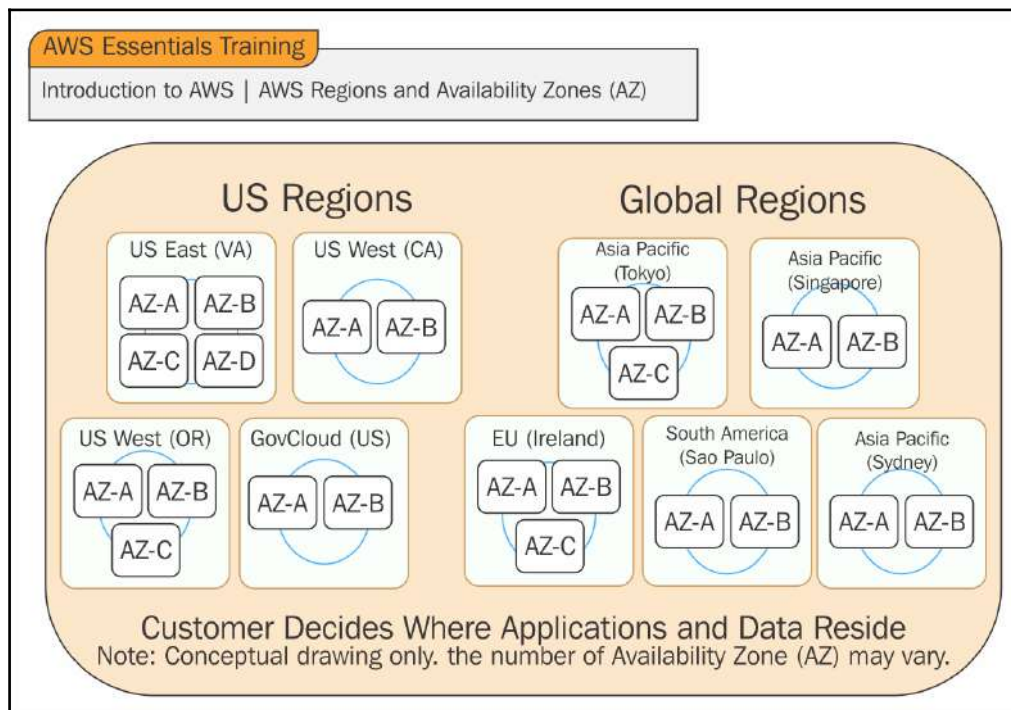 AWS Essentials Training
Introduction to AWS | AWS Regions and Availability Zones (AZ)
US Regions
US East (VA)
AZ-A AZ-B
AZ-C AZ-D
US West (CA)
AZ-A AZ-B
US West (OR)
AZ-A AZ-B
AZ-C
GovCloud (US)
AZ-A AZ-B
Global Regions
Asia Pacific
(Tokyo)
AZ-A AZ-B
AZ-C
Asia Pacific
(Singapore)
AZ-A AZ-B
EU (Ireland)
AZ-A AZ-B
AZ-C
South America
(Sao Paulo)
AZ-A AZ-B
Asia Pacific
(Sydney)
AZ-A AZ-B
Customer Decides Where Applications and Data Reside
Note: Conceptual drawing only. the number of Availability Zone (AZ) may vary.